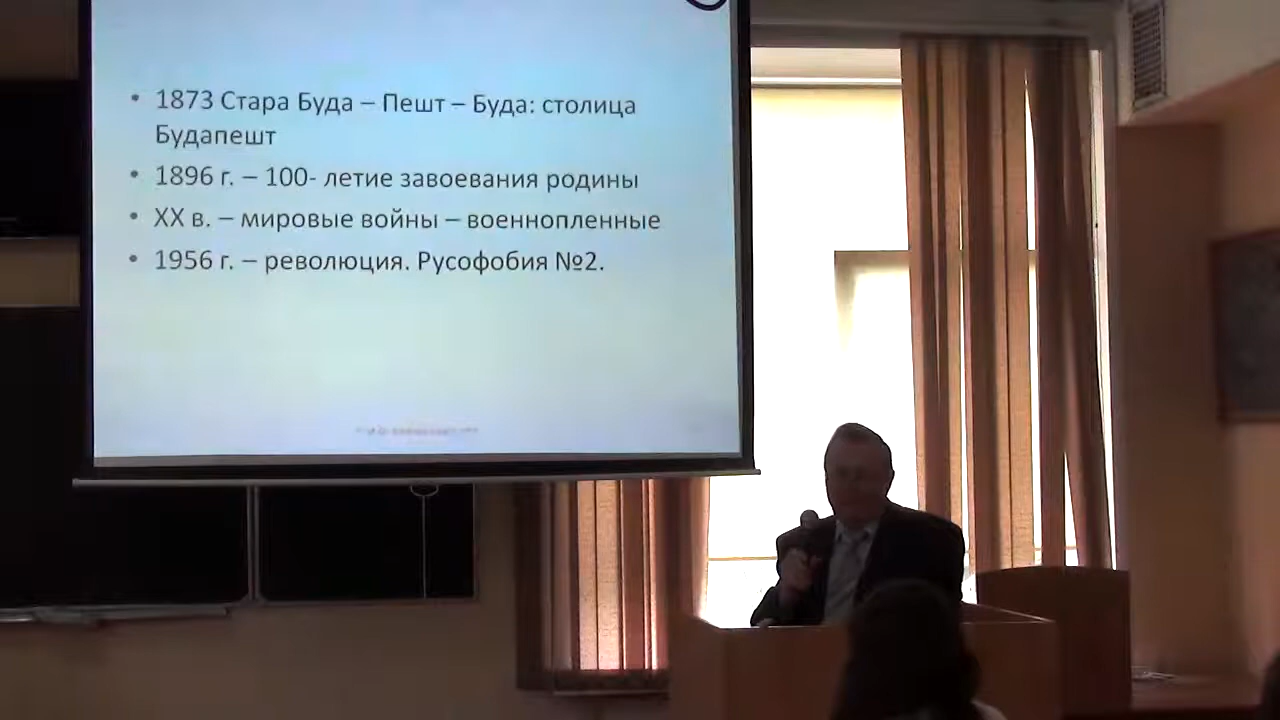 • 1873 Стара Буда – Пешт – Буда: столица
Будапешт
• 1896 г. – 100- летие завоевания родины
• XX в. – мировые войны – военнопленные
• 1956 г. – революция. Русофобия №2.